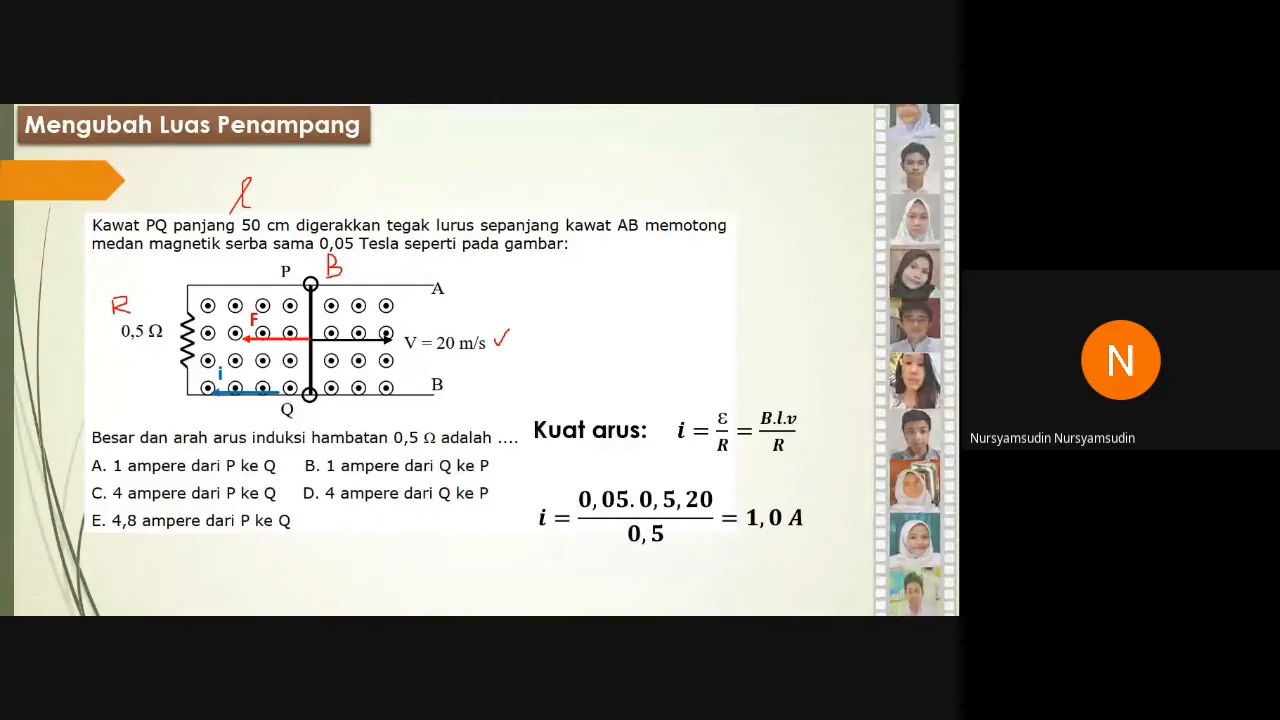 Mengubah Luas Penampang
l
Kawat PQ panjang 50 cm digerakkan tegak lurus sepanjang kawat AB memotong
medan magnetik serba sama 0,05 Tesla seperti pada gambar:
P
B
A
R
0,5 Ω
F
V = 20 m/s ✓
i
B
Q
Besar dan arah arus induksi hambatan 0,5 Ω adalah ....
A. 1 ampere dari P ke Q B. 1 ampere dari Q ke P
C. 4 ampere dari P ke Q D. 4 ampere dari Q ke P
E. 4,8 ampere dari P ke Q
Kuat arus: i = ε/R = B.l.v/R
i = 0,05.0,5,20/0,5 = 1,0 A
N
Nursyamsudin Nursyamsudin